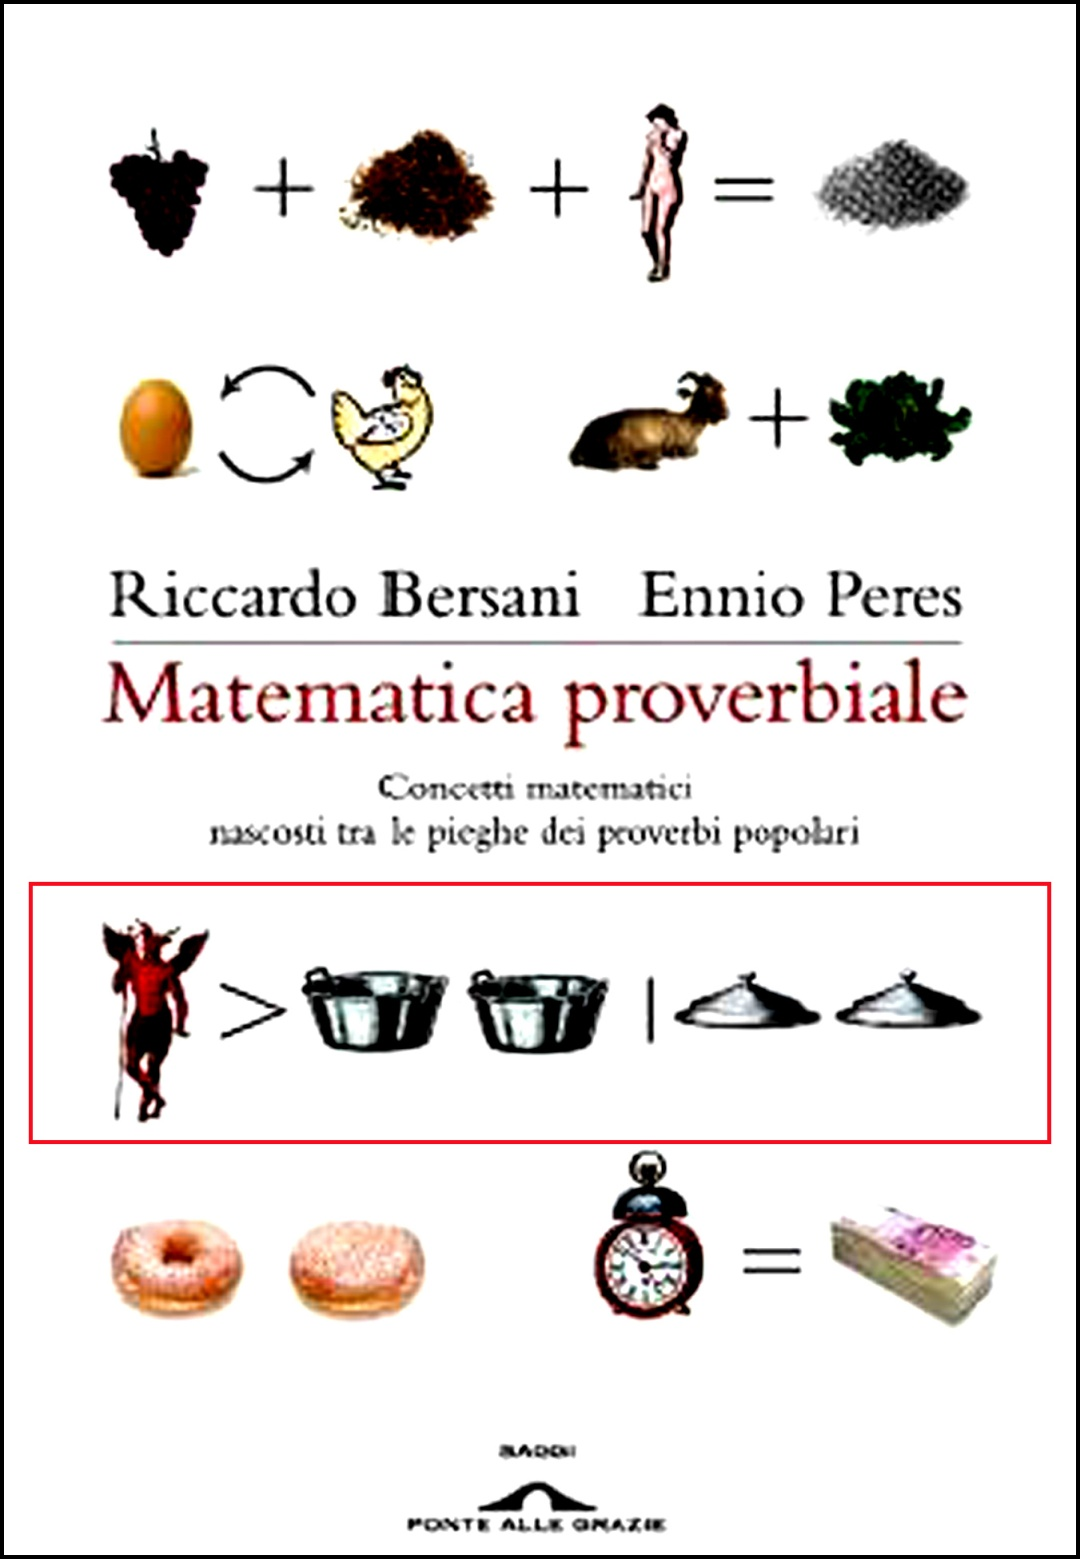 Riccardo Bersani Ennio Peres
Matematica proverbiale
Concetti matematici
nascosti tra le pieghe dei proverbi popolari
SAGGI
PONTE ALLE GRAZIE